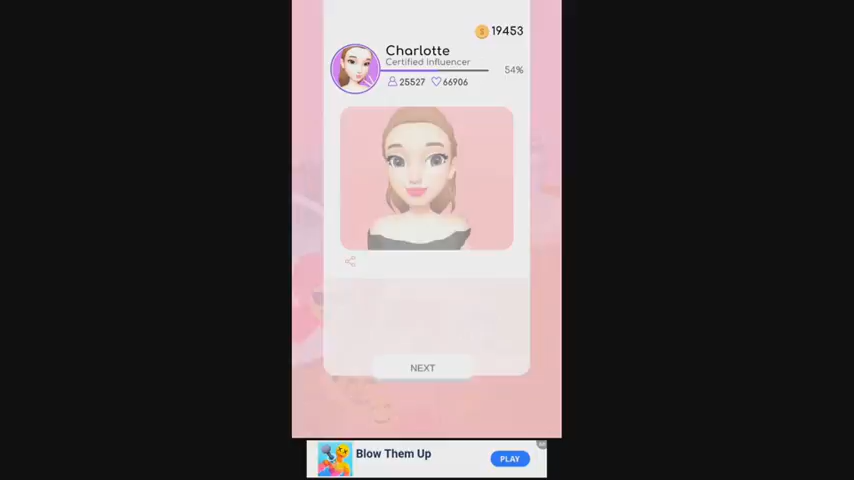 19453
Charlotte
Certified Influencer
54%
25527 66906
NEXT
Blow Them Up
PLAY